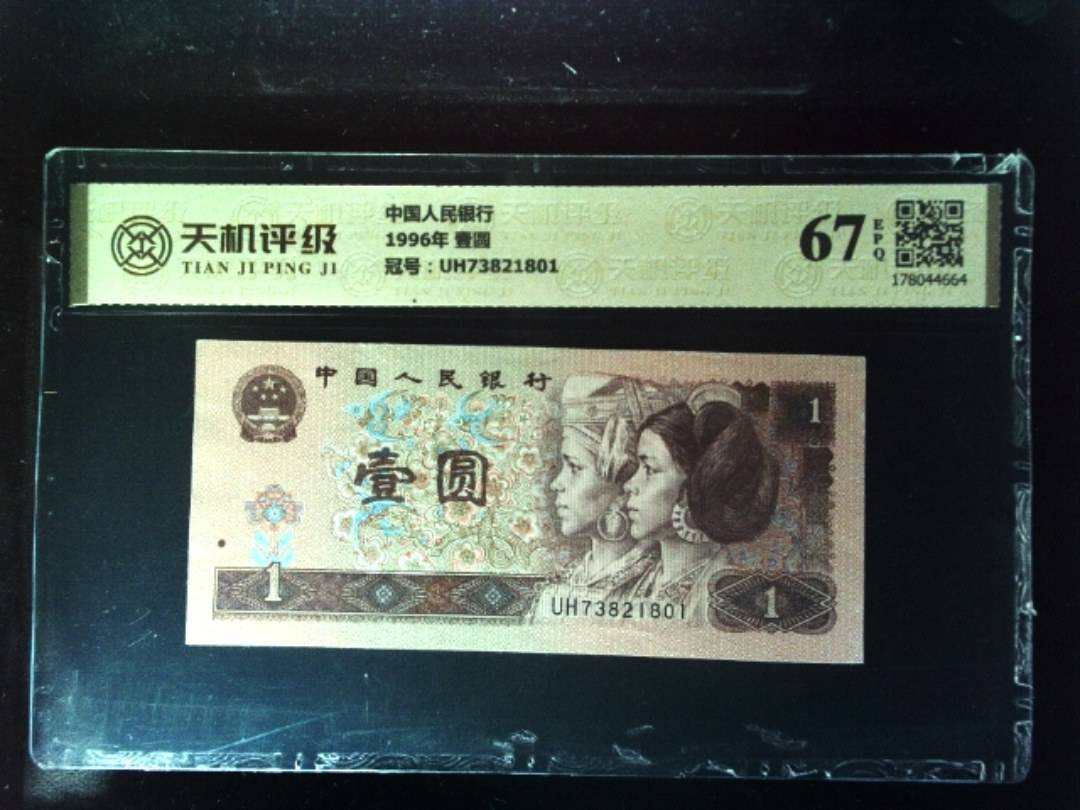 天机评级
TIAN JI PING JI
中国人民银行
1996年 壹圆
冠号：UH73821801
67
EPQ
178044664
中国人民银行
1
壹圆
1
UH73821801
1